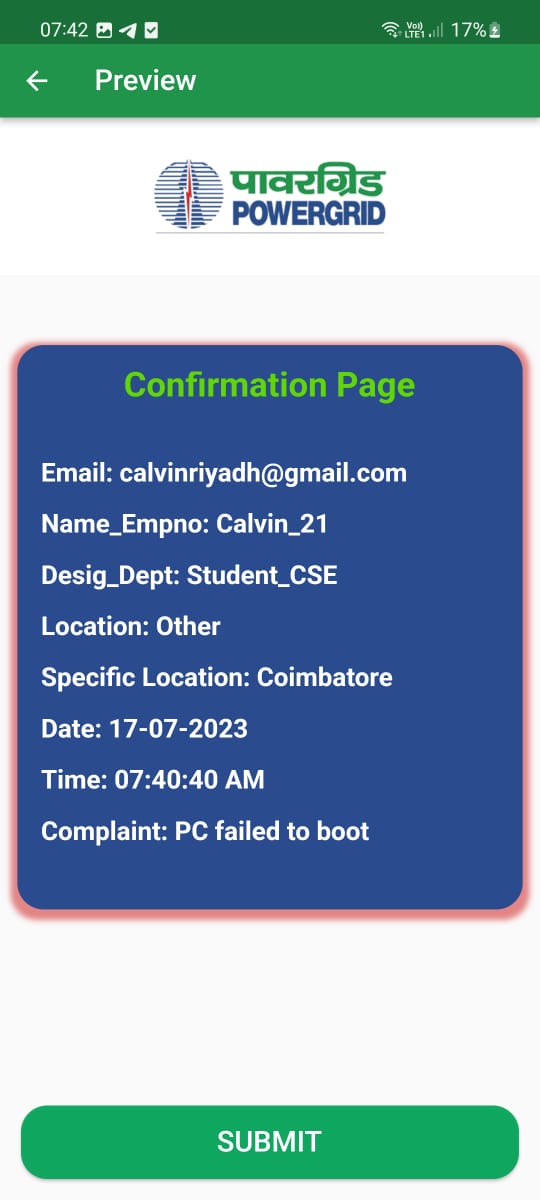 07:42 Vo)) LTE1 17%
Preview
पावरग्रिड
POWERGRID
Confirmation Page
Email: calvinriyadh@gmail.com
Name_Empno: Calvin_21
Desig_Dept: Student_CSE
Location: Other
Specific Location: Coimbatore
Date: 17-07-2023
Time: 07:40:40 AM
Complaint: PC failed to boot
SUBMIT